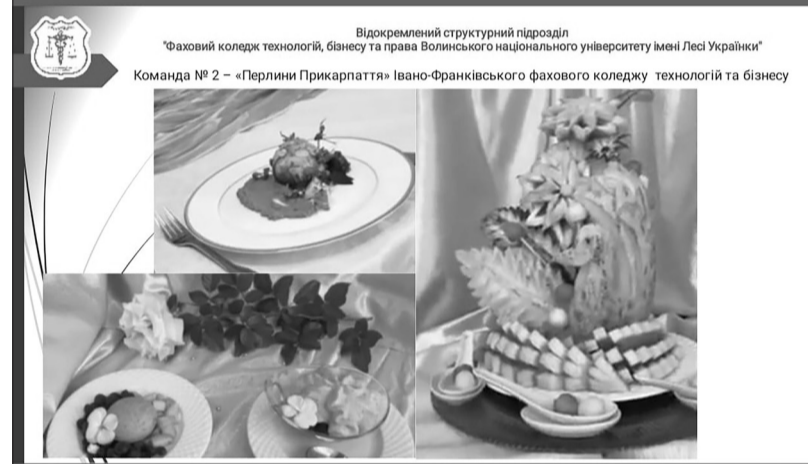 Відокремлений структурний підрозділ
"Фаховий коледж технологій, бізнесу та права Волинського національного університету імені Лесі Українки"
Команда № 2 – «Перлини Прикарпаття» Івано-Франківського фахового коледжу технологій та бізнесу